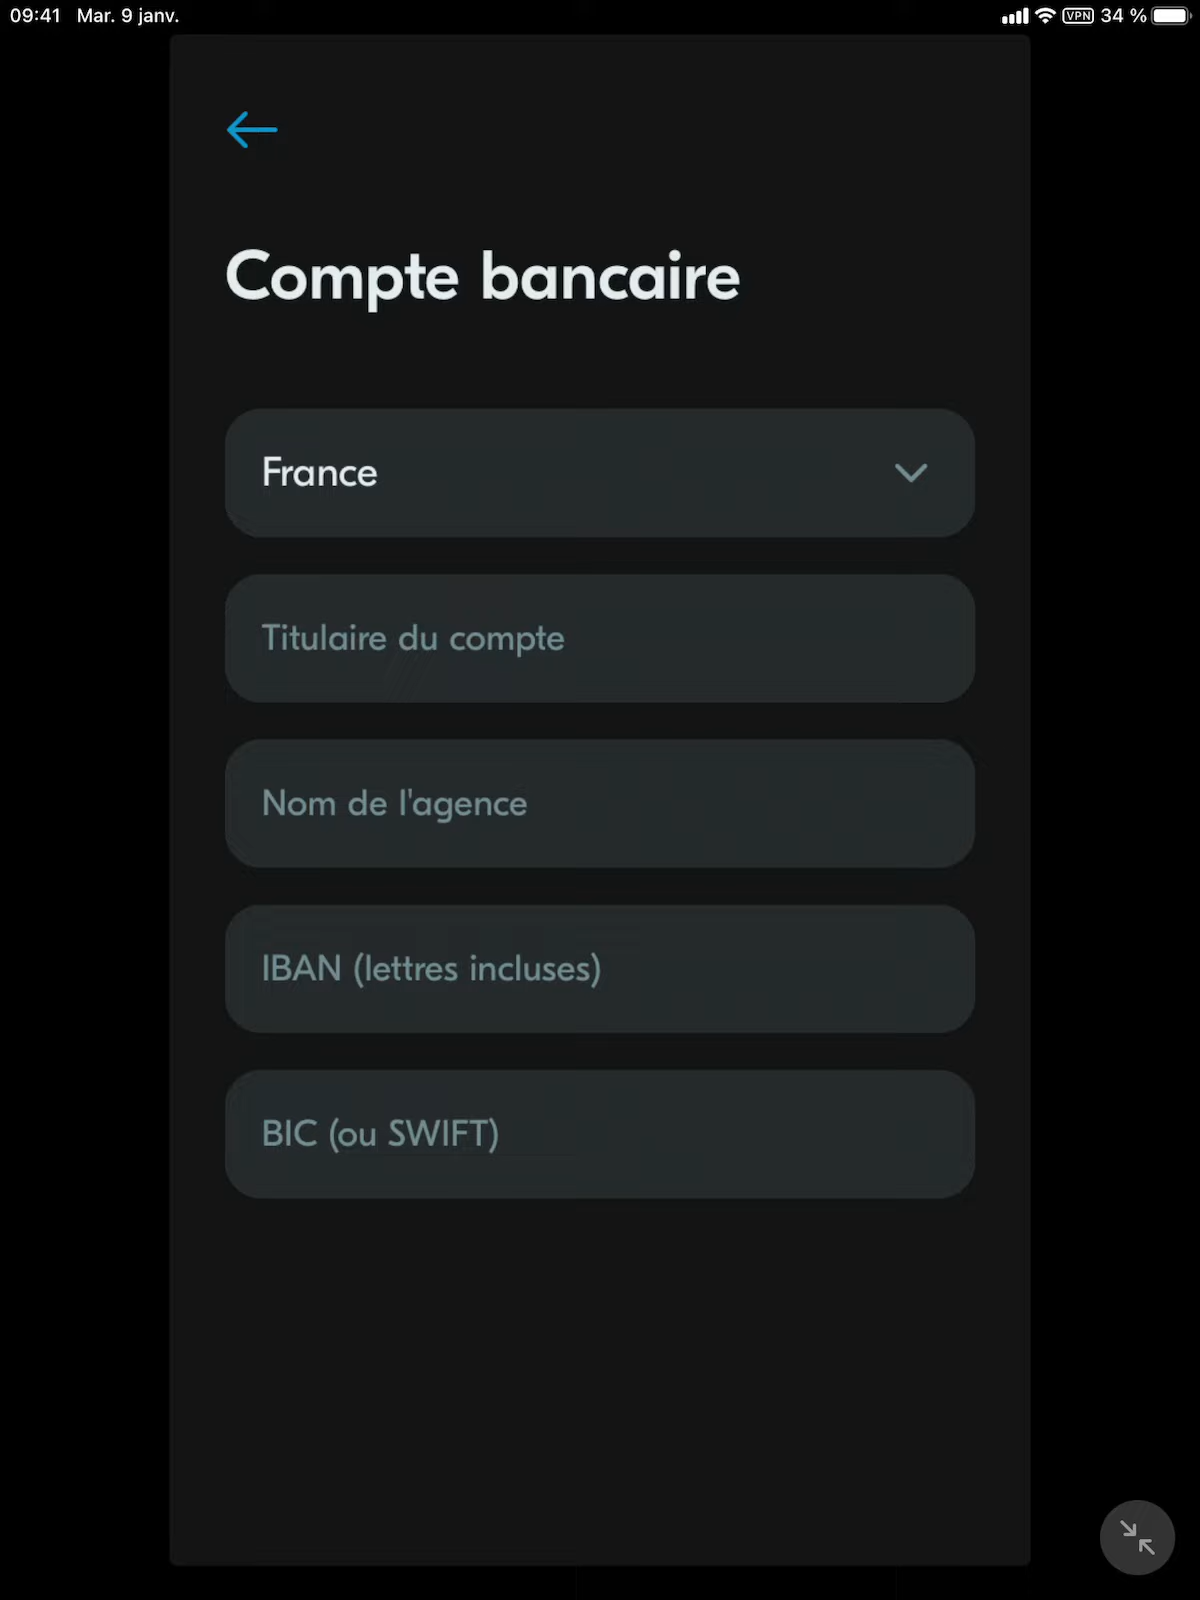 09:41 Mar. 9 janv. VPN 34 %
Compte bancaire
France
Titulaire du compte
Nom de l'agence
IBAN (lettres incluses)
BIC (ou SWIFT)